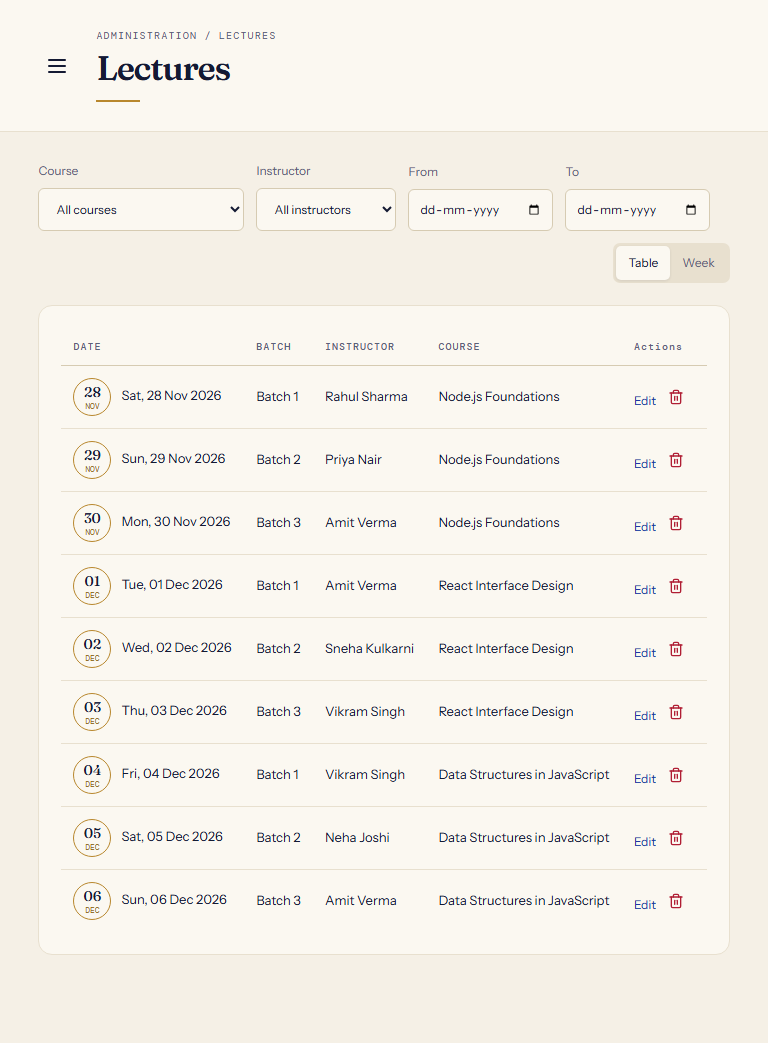 ADMINISTRATION / LECTURES
Lectures
Course Instructor From To
All courses All instructors dd-mm-yyyy dd-mm-yyyy
Table Week
DATE BATCH INSTRUCTOR COURSE Actions
28 NOV Sat, 28 Nov 2026 Batch 1 Rahul Sharma Node.js Foundations Edit
29 NOV Sun, 29 Nov 2026 Batch 2 Priya Nair Node.js Foundations Edit
30 NOV Mon, 30 Nov 2026 Batch 3 Amit Verma Node.js Foundations Edit
01 DEC Tue, 01 Dec 2026 Batch 1 Amit Verma React Interface Design Edit
02 DEC Wed, 02 Dec 2026 Batch 2 Sneha Kulkarni React Interface Design Edit
03 DEC Thu, 03 Dec 2026 Batch 3 Vikram Singh React Interface Design Edit
04 DEC Fri, 04 Dec 2026 Batch 1 Vikram Singh Data Structures in JavaScript Edit
05 DEC Sat, 05 Dec 2026 Batch 2 Neha Joshi Data Structures in JavaScript Edit
06 DEC Sun, 06 Dec 2026 Batch 3 Amit Verma Data Structures in JavaScript Edit